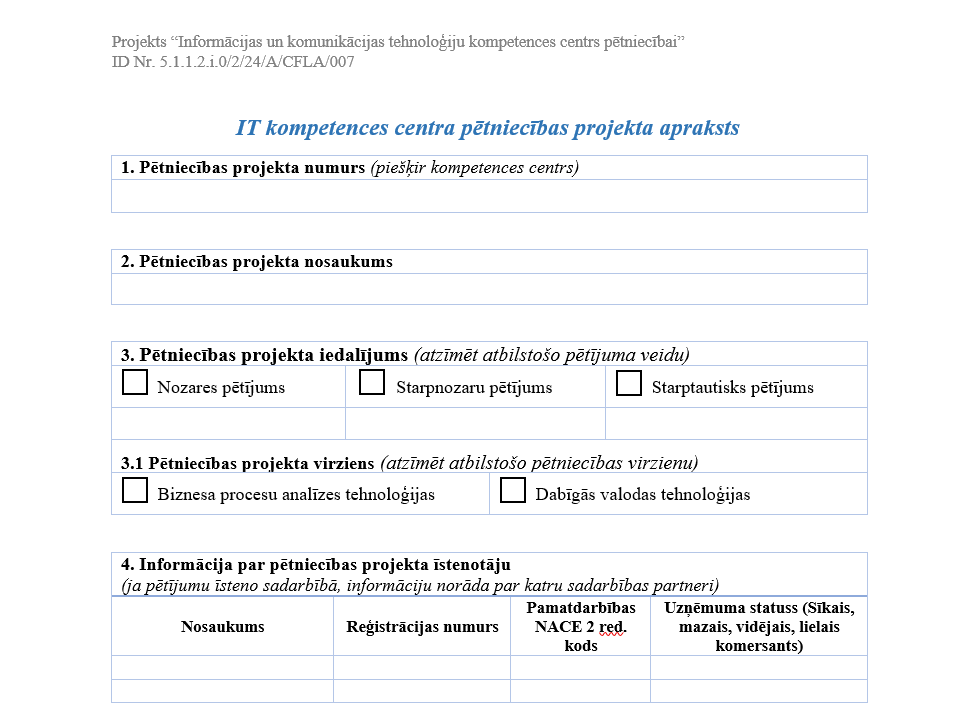 Projekts “Informācijas un komunikācijas tehnoloģiju kompetences centrs pētniecībai”
ID Nr. 5.1.1.2.i.0/2/24/A/CFLA/007
IT kompetences centra pētniecības projekta apraksts
1. Pētniecības projekta numurs (piešķir kompetences centrs)
2. Pētniecības projekta nosaukums
3. Pētniecības projekta iedalījums (atzīmēt atbilstošo pētījuma veidu)
Nozares pētījums Starpnozaru pētījums Starptautisks pētījums
3.1 Pētniecības projekta virziens (atzīmēt atbilstošo pētniecības virzienu)
Biznesa procesu analīzes tehnoloģijas Dabīgās valodas tehnoloģijas
4. Informācija par pētniecības projekta īstenotāju
(ja pētījumu īsteno sadarbībā, informāciju norāda par katru sadarbības partneri)
Nosaukums
Reģistrācijas numurs
Pamatdarbības
NACE 2 red.
kods
Uzņēmuma statuss (Sīkais,
mazais, vidējais, lielais
komersants)